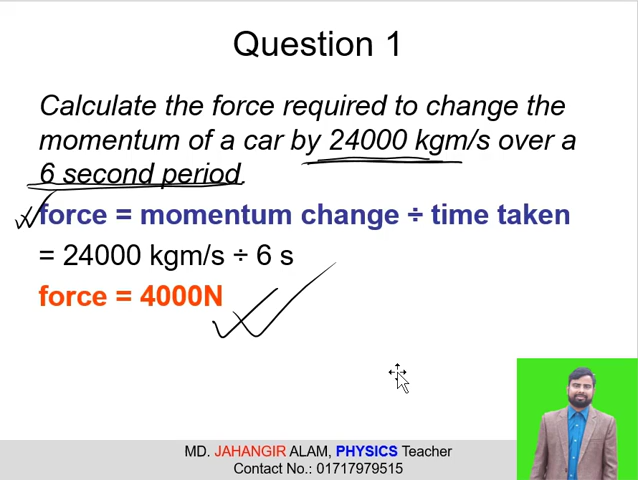 Question 1
Calculate the force required to change the
momentum of a car by 24000 kgm/s over a
6 second period.
force = momentum change ÷ time taken
= 24000 kgm/s ÷ 6 s
force = 4000N
MD. JAHANGIR ALAM, PHYSICS Teacher
Contact No.: 01717979515